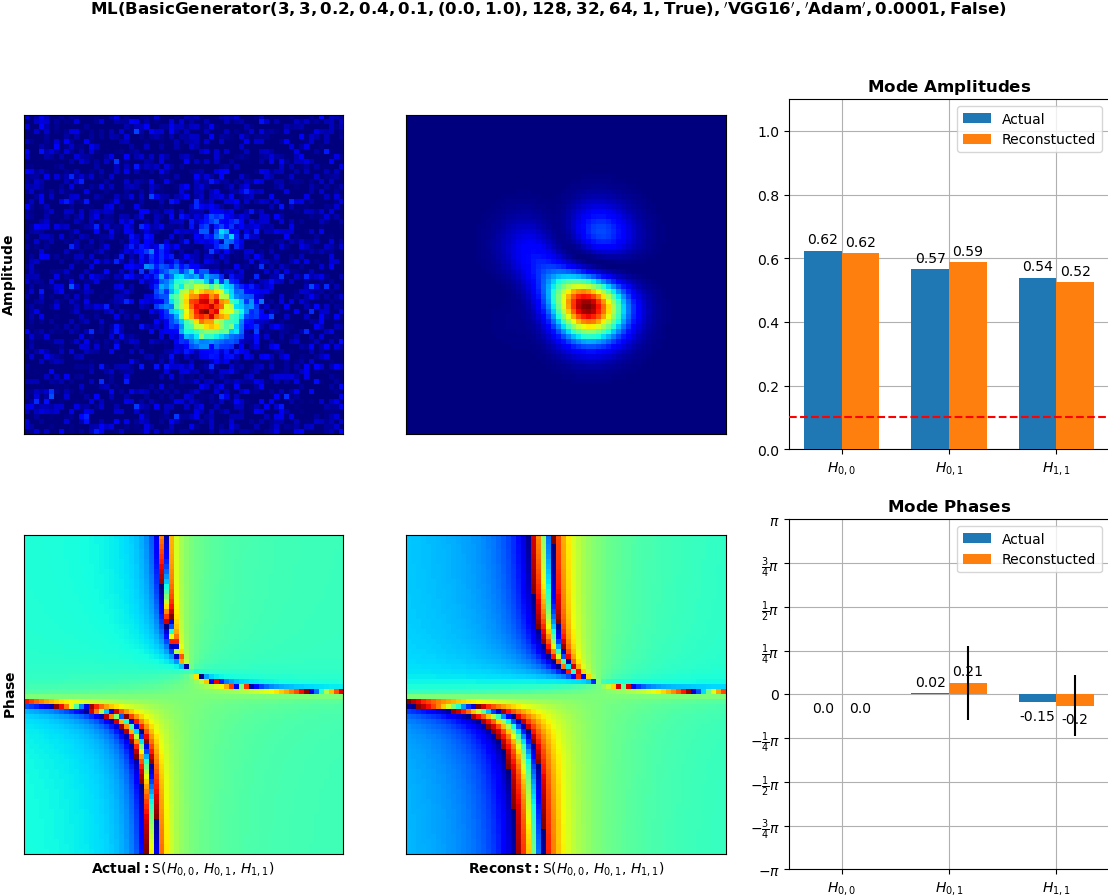 ML(BasicGenerator(3, 3, 0.2, 0.4, 0.1, (0.0, 1.0), 128, 32, 64, 1, True), ′VGG16′, ′Adam′, 0.0001, False)
Amplitude
Mode Amplitudes
Actual
Reconstucted
1.0
0.8
0.6
0.4
0.2
0.0
0.62 0.62
0.57 0.59
0.54 0.52
H0,0 H0,1 H1,1
Phase
Actual: S(H0,0, H0,1, H1,1)
Reconst: S(H0,0, H0,1, H1,1)
Mode Phases
Actual
Reconstucted
π
3/4π
1/2π
1/4π
0
−1/4π
−1/2π
−3/4π
−π
0.0 0.0
0.02 0.21
-0.15 -0.2
H0,0 H0,1 H1,1